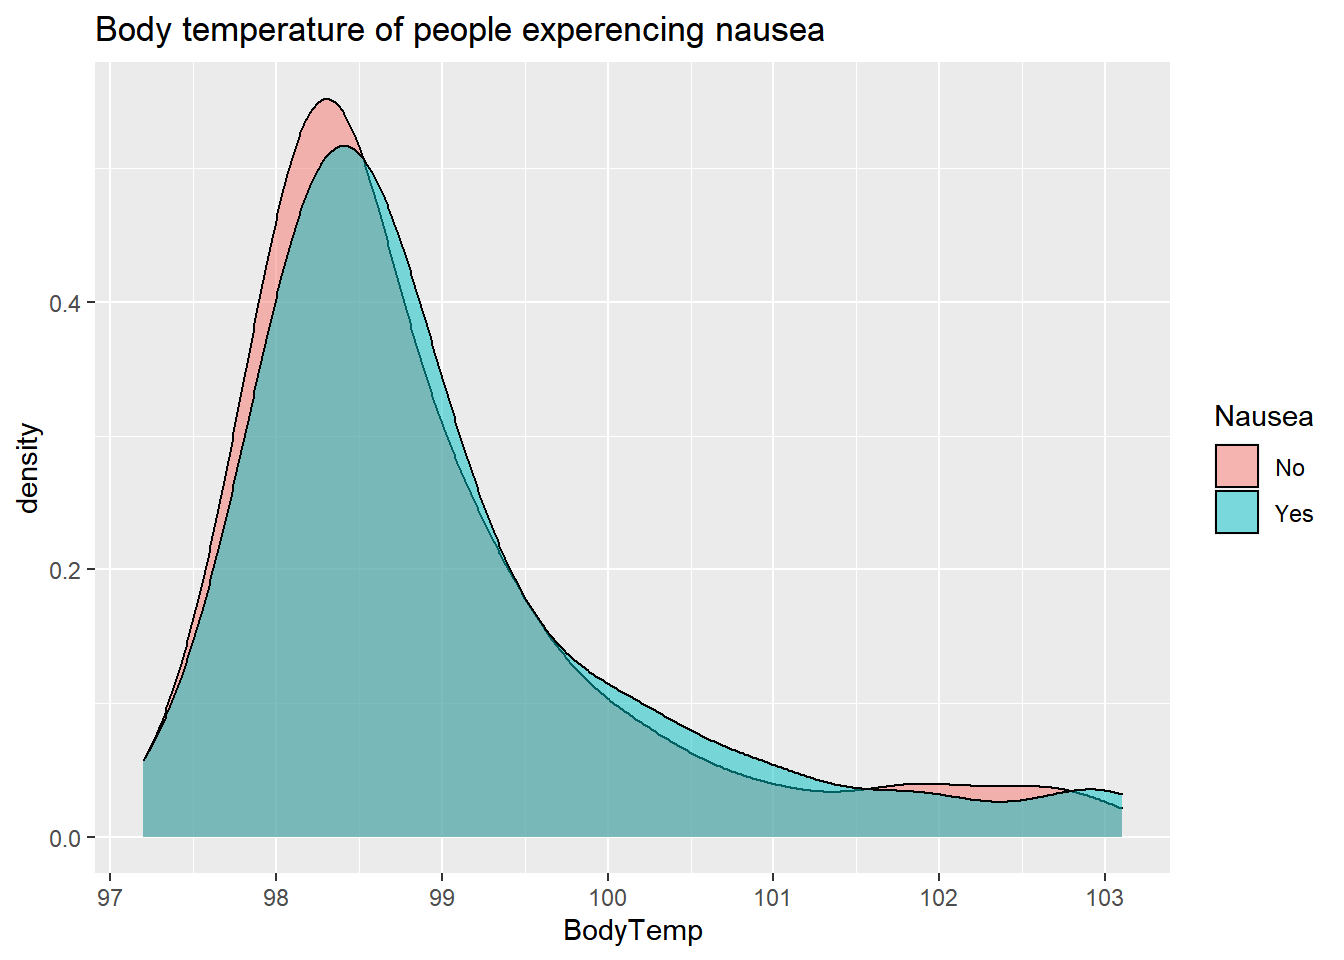 Body temperature of people experencing nausea
density
0.4
0.2
0.0
97 98 99 100 101 102 103
BodyTemp
Nausea
No
Yes